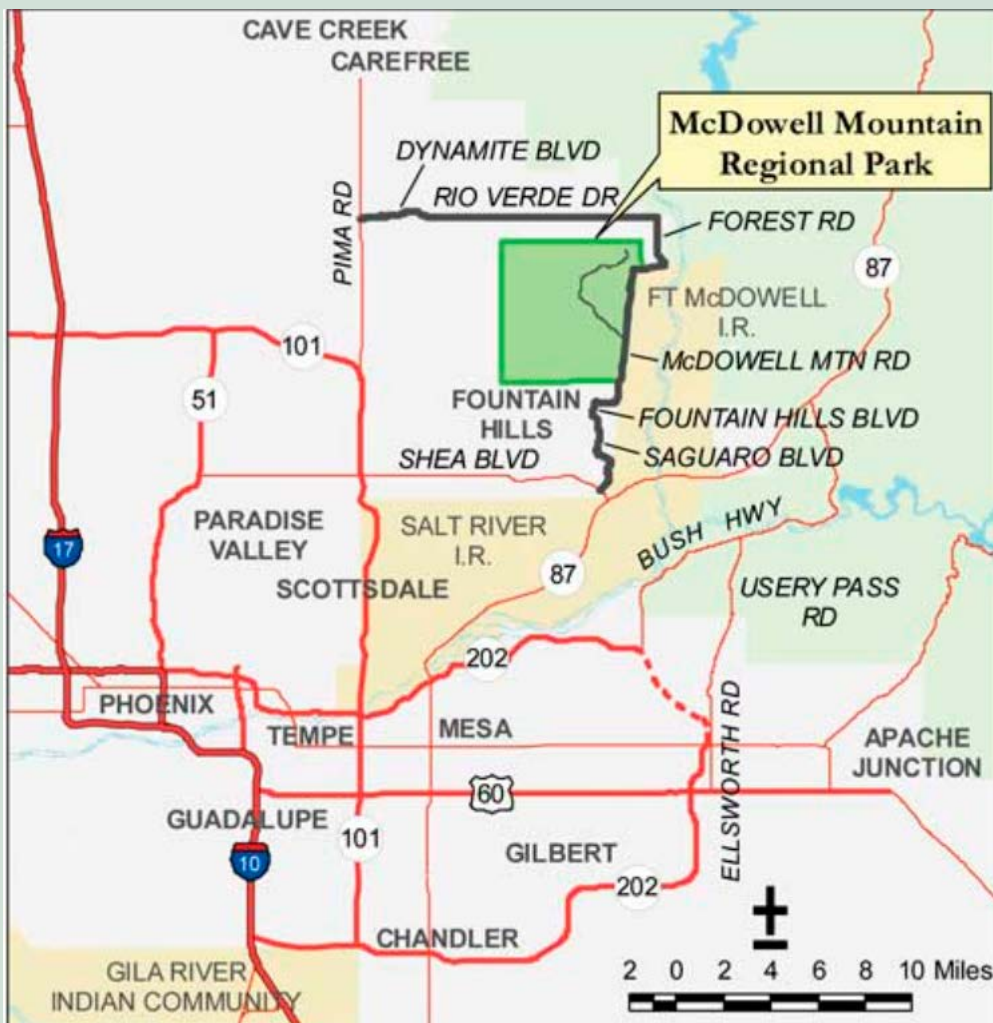 CAVE CREEK
CAREFREE
McDowell Mountain
Regional Park
DYNAMITE BLVD
RIO VERDE DR
PIMA RD
FOREST RD
87
FT McDOWELL
I.R.
101
McDOWELL MTN RD
51
FOUNTAIN
HILLS
FOUNTAIN HILLS BLVD
SHEA BLVD
SAGUARO BLVD
PARADISE
VALLEY
SALT RIVER
I.R.
BUSH HWY
17
87
SCOTTSDALE
USERY PASS
RD
202
PHOENIX
TEMPE
MESA
ELLSWORTH RD
APACHE
JUNCTION
60
GUADALUPE
101
10
GILBERT
202
CHANDLER
GILA RIVER
INDIAN COMMUNITY
2 0 2 4 6 8 10 Miles